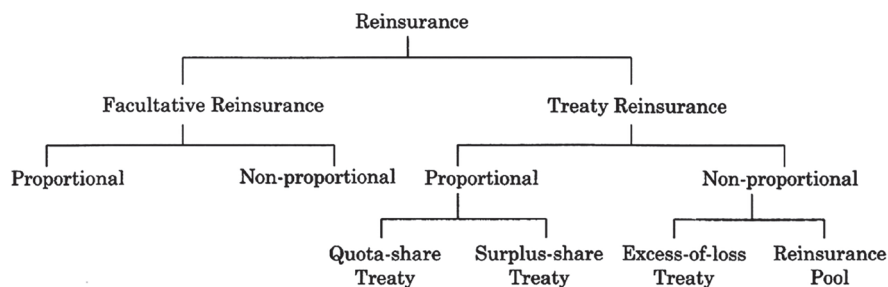 Reinsurance
Facultative Reinsurance
Treaty Reinsurance
Proportional
Non-proportional
Proportional
Non-proportional
Quota-share
Treaty
Surplus-share
Treaty
Excess-of-loss
Treaty
Reinsurance
Pool